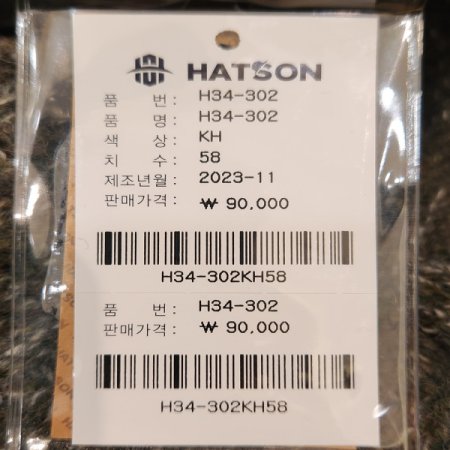 HATSON
품 번 : H34-302
품 명 : H34-302
색 상 : KH
치 수 : 58
제조년월 : 2023-11
판매가격 : ₩ 90,000
H34-302KH58
품 번 : H34-302
판매가격 : ₩ 90,000
H34-302KH58